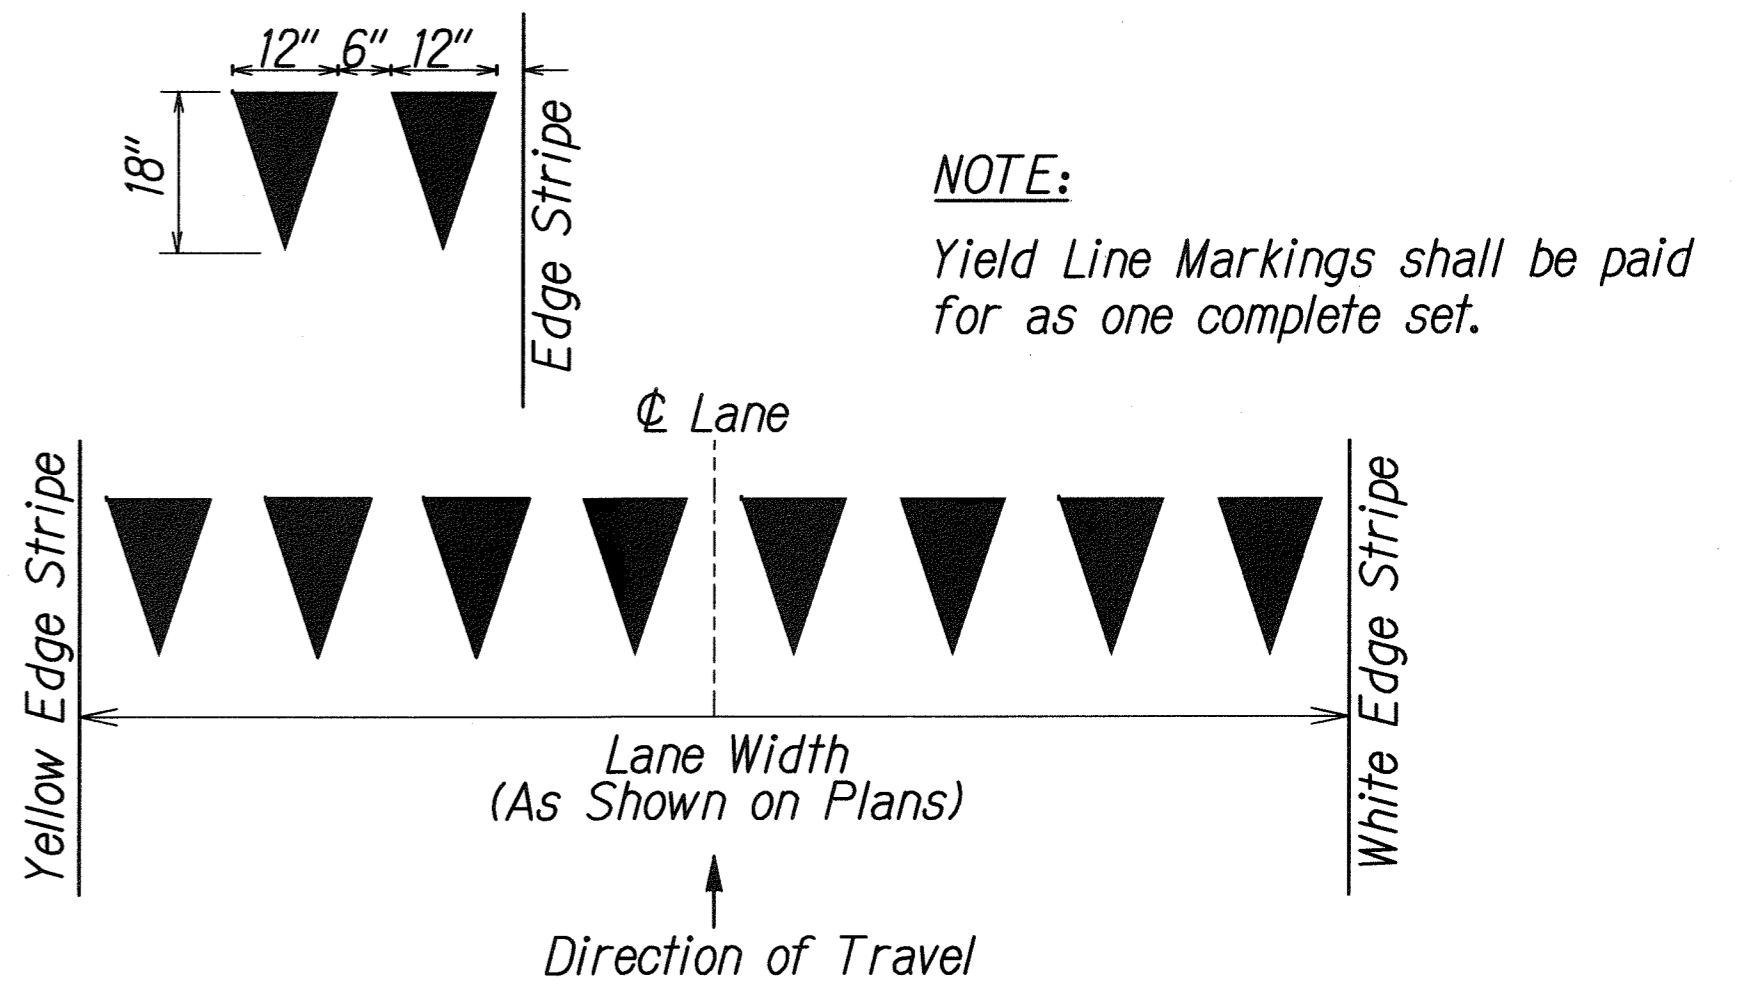 12" 6" 12"
18"
Edge Stripe
NOTE:
Yield Line Markings shall be paid
for as one complete set.
℄ Lane
Yellow Edge Stripe
White Edge Stripe
Lane Width
(As Shown on Plans)
Direction of Travel